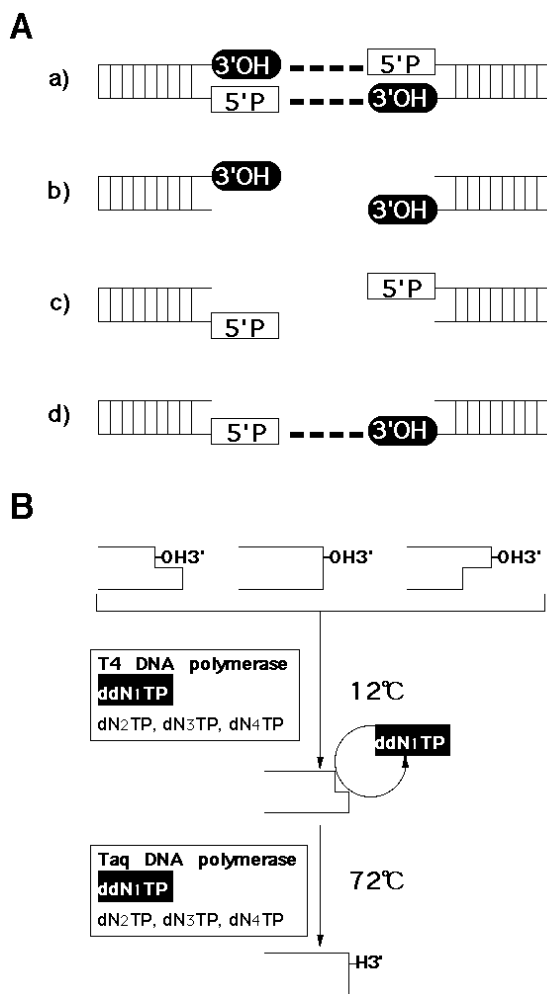 A
3'OH 5'P
a)
5'P 3'OH
3'OH
b)
3'OH
5'P
c)
5'P
d)
5'P 3'OH
B
-OH3' -OH3' -OH3'
T4 DNA polymerase
ddN1TP
12℃
dN2TP, dN3TP, dN4TP
ddN1TP
Taq DNA polymerase
ddN1TP
72℃
dN2TP, dN3TP, dN4TP
H3'